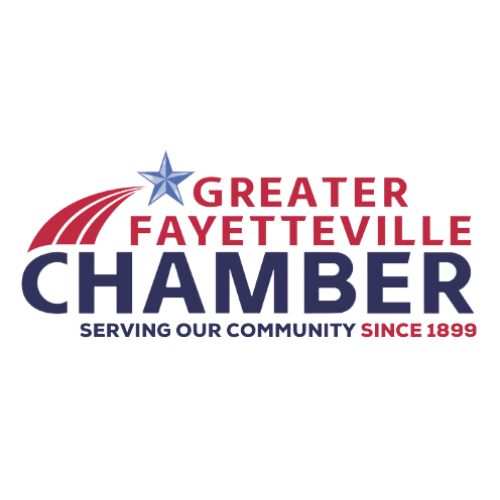 GREATER
FAYETTEVILLE
CHAMBER
SERVING OUR COMMUNITY SINCE 1899